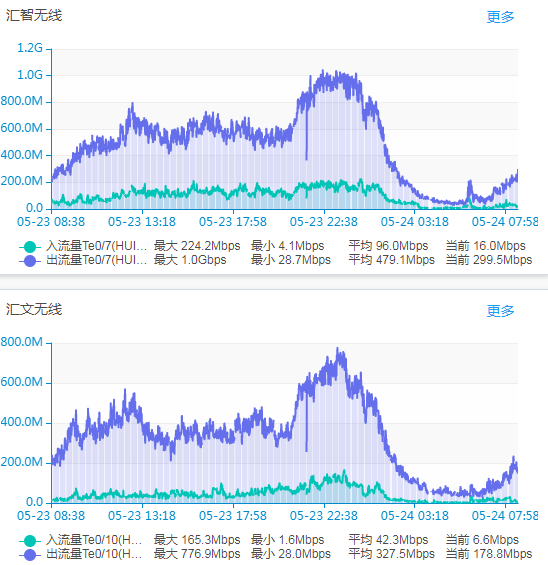 汇智无线 更多
1.2G
1.0G
800.0M
600.0M
400.0M
200.0M
0.0
05-23 08:38 05-23 13:18 05-23 17:58 05-23 22:38 05-24 03:18 05-24 07:58
入流量Te0/7(HUI... 最大 224.2Mbps 最小 4.1Mbps 平均 96.0Mbps 当前 16.0Mbps
出流量Te0/7(HUI... 最大 1.0Gbps 最小 28.7Mbps 平均 479.1Mbps 当前 299.5Mbps
汇文无线 更多
800.0M
600.0M
400.0M
200.0M
0.0
05-23 08:38 05-23 13:18 05-23 17:58 05-23 22:38 05-24 03:18 05-24 07:58
入流量Te0/10(H... 最大 165.3Mbps 最小 1.6Mbps 平均 42.3Mbps 当前 6.6Mbps
出流量Te0/10(H... 最大 776.9Mbps 最小 28.0Mbps 平均 327.5Mbps 当前 178.8Mbps